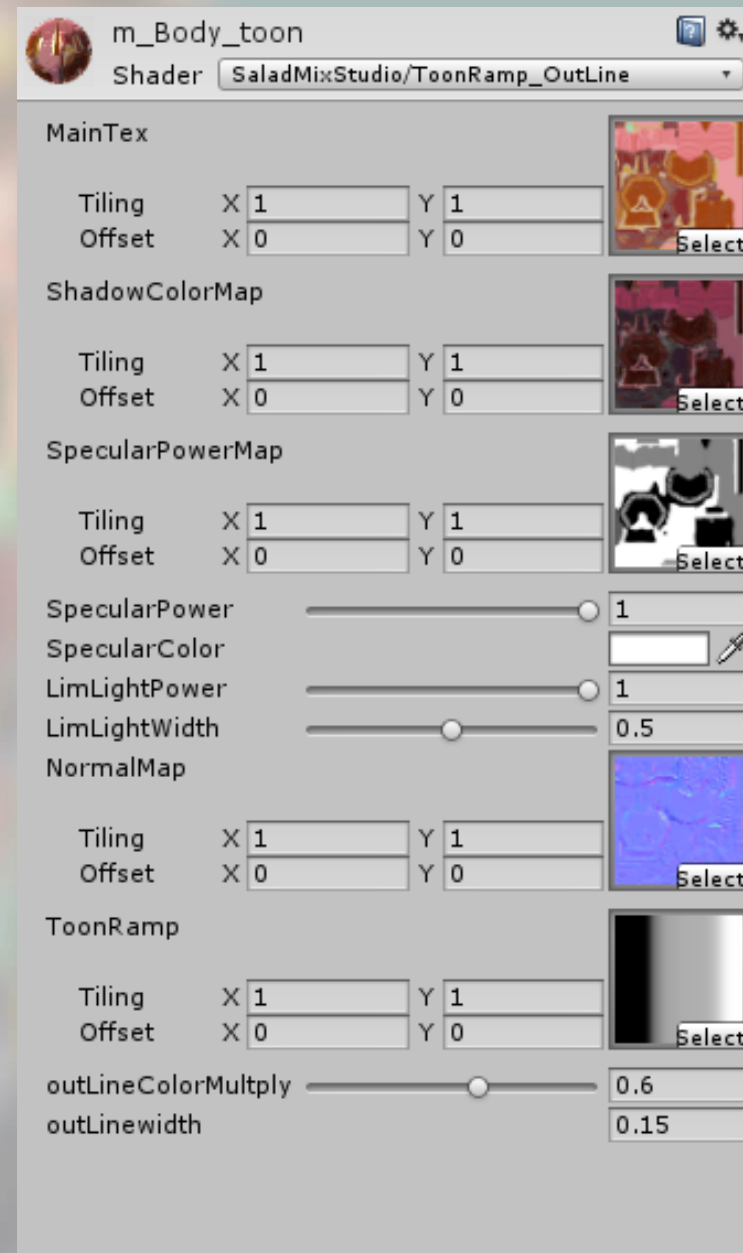 m_Body_toon
Shader SaladMixStudio/ToonRamp_OutLine
MainTex
Tiling X 1 Y 1
Offset X 0 Y 0
Select
ShadowColorMap
Tiling X 1 Y 1
Offset X 0 Y 0
Select
SpecularPowerMap
Tiling X 1 Y 1
Offset X 0 Y 0
Select
SpecularPower 1
SpecularColor
LimLightPower 1
LimLightWidth 0.5
NormalMap
Tiling X 1 Y 1
Offset X 0 Y 0
Select
ToonRamp
Tiling X 1 Y 1
Offset X 0 Y 0
Select
outLineColorMultply 0.6
outLinewidth 0.15